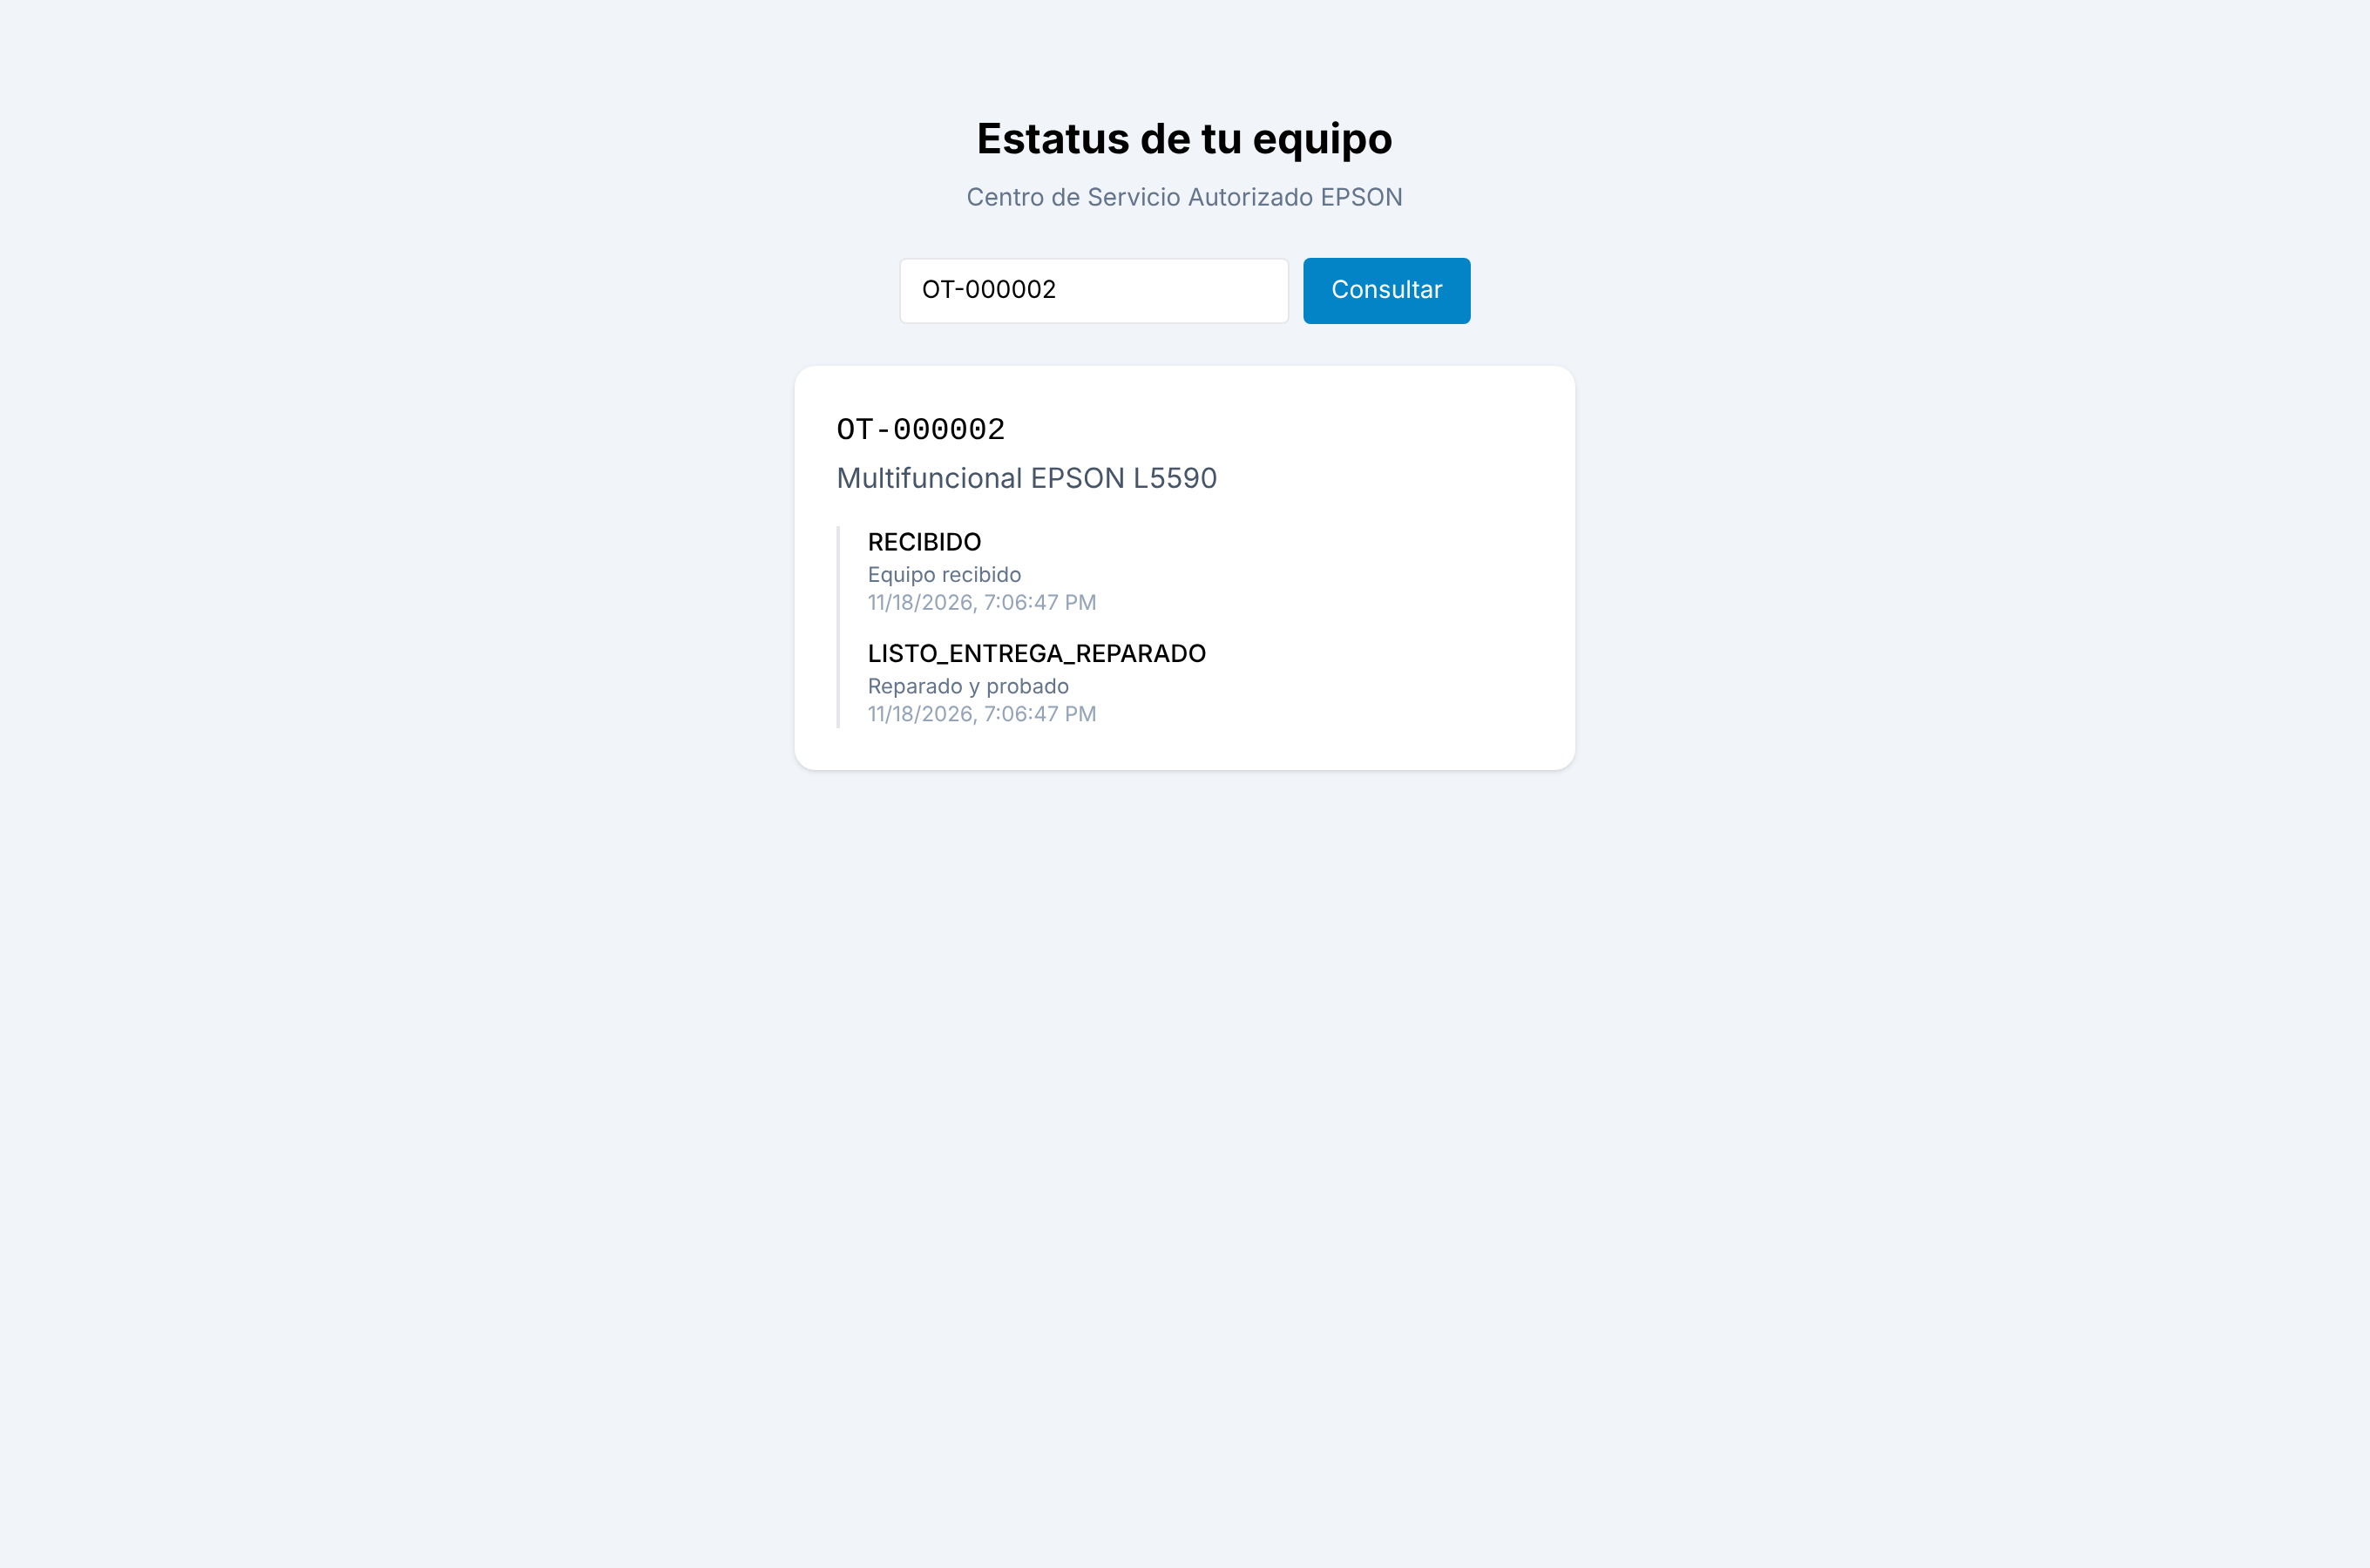 Estatus de tu equipo
Centro de Servicio Autorizado EPSON
OT-000002
Consultar
OT-000002
Multifuncional EPSON L5590
RECIBIDO
Equipo recibido
11/18/2026, 7:06:47 PM
LISTO_ENTREGA_REPARADO
Reparado y probado
11/18/2026, 7:06:47 PM